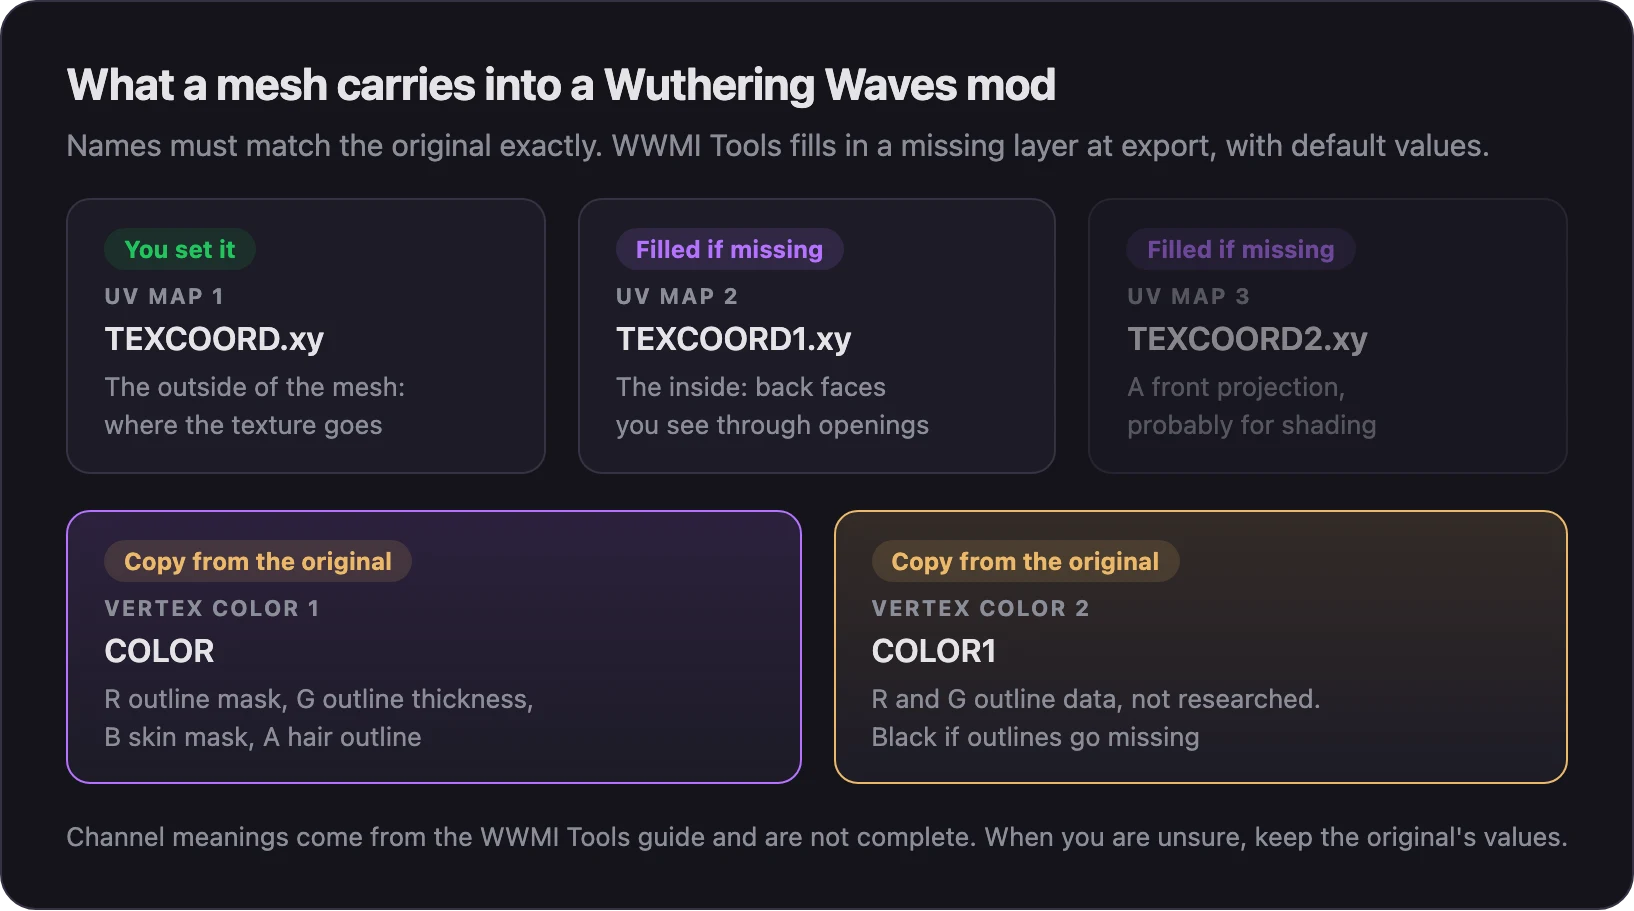 What a mesh carries into a Wuthering Waves mod
Names must match the original exactly. WWMI Tools fills in a missing layer at export, with default values.
You set it
UV MAP 1
TEXCOORD.xy
The outside of the mesh:
where the texture goes
Filled if missing
UV MAP 2
TEXCOORD1.xy
The inside: back faces
you see through openings
Filled if missing
UV MAP 3
TEXCOORD2.xy
A front projection,
probably for shading
Copy from the original
VERTEX COLOR 1
COLOR
R outline mask, G outline thickness,
B skin mask, A hair outline
Copy from the original
VERTEX COLOR 2
COLOR1
R and G outline data, not researched.
Black if outlines go missing
Channel meanings come from the WWMI Tools guide and are not complete. When you are unsure, keep the original's values.